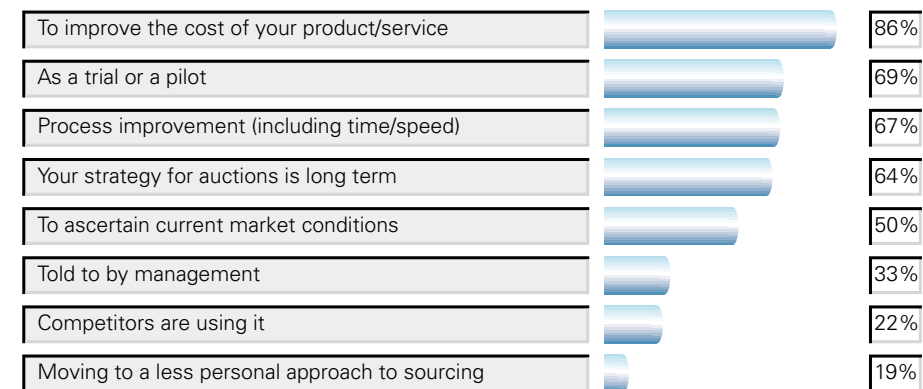 To improve the cost of your product/service 86%
As a trial or a pilot 69%
Process improvement (including time/speed) 67%
Your strategy for auctions is long term 64%
To ascertain current market conditions 50%
Told to by management 33%
Competitors are using it 22%
Moving to a less personal approach to sourcing 19%